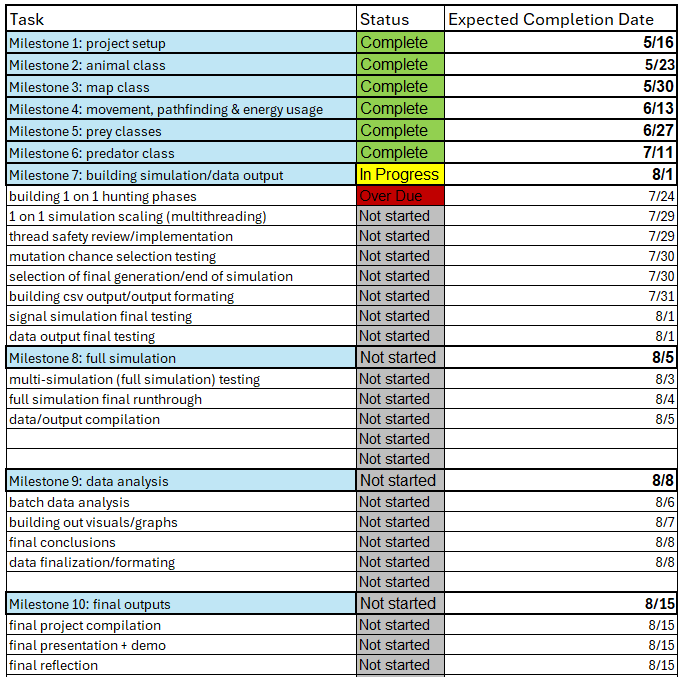 Task Status Expected Completion Date
Milestone 1: project setup Complete 5/16
Milestone 2: animal class Complete 5/23
Milestone 3: map class Complete 5/30
Milestone 4: movement, pathfinding & energy usage Complete 6/13
Milestone 5: prey classes Complete 6/27
Milestone 6: predator class Complete 7/11
Milestone 7: building simulation/data output In Progress 8/1
building 1 on 1 hunting phases Over Due 7/24
1 on 1 simulation scaling (multithreading) Not started 7/29
thread safety review/implementation Not started 7/29
mutation chance selection testing Not started 7/30
selection of final generation/end of simulation Not started 7/30
building csv output/output formating Not started 7/31
signal simulation final testing Not started 8/1
data output final testing Not started 8/1
Milestone 8: full simulation Not started 8/5
multi-simulation (full simulation) testing Not started 8/3
full simulation final runthrough Not started 8/4
data/output compilation Not started 8/5
Not started
Not started
Milestone 9: data analysis Not started 8/8
batch data analysis Not started 8/6
building out visuals/graphs Not started 8/7
final conclusions Not started 8/8
data finalization/formating Not started 8/8
Not started
Milestone 10: final outputs Not started 8/15
final project compilation Not started 8/15
final presentation + demo Not started 8/15
final reflection Not started 8/15